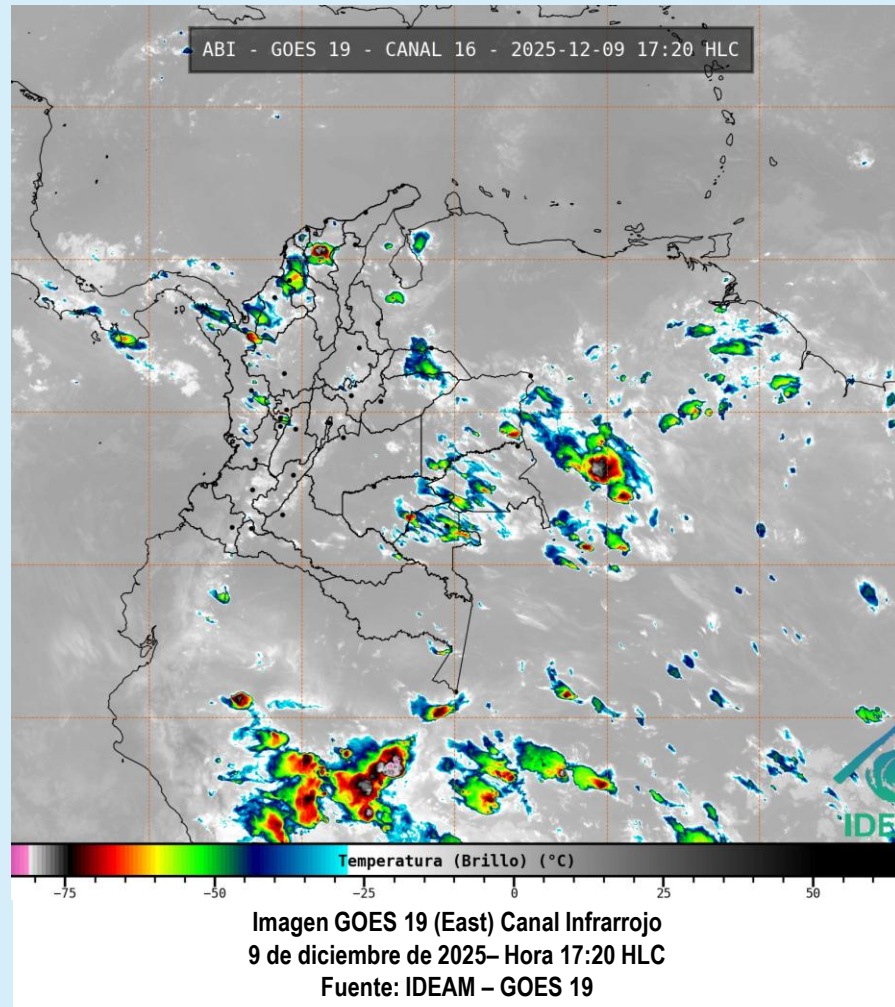 ABI - GOES 19 - CANAL 16 - 2025-12-09 17:20 HLC
Temperatura (Brillo) (°C)
−75 −50 −25 0 25 50
Imagen GOES 19 (East) Canal Infrarrojo
9 de diciembre de 2025– Hora 17:20 HLC
Fuente: IDEAM – GOES 19